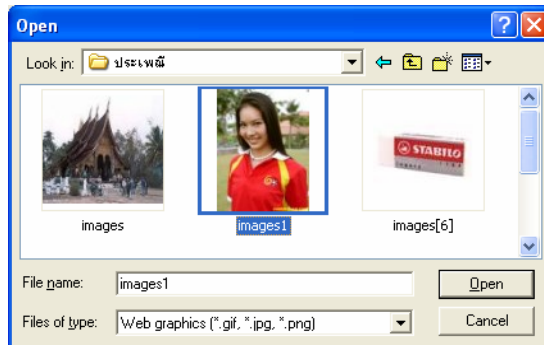 Open
Look in: ประเพณี
STABILO
images
images1
images[6]
File name: images1 Open
Files of type: Web graphics (*.gif, *.jpg, *.png) Cancel